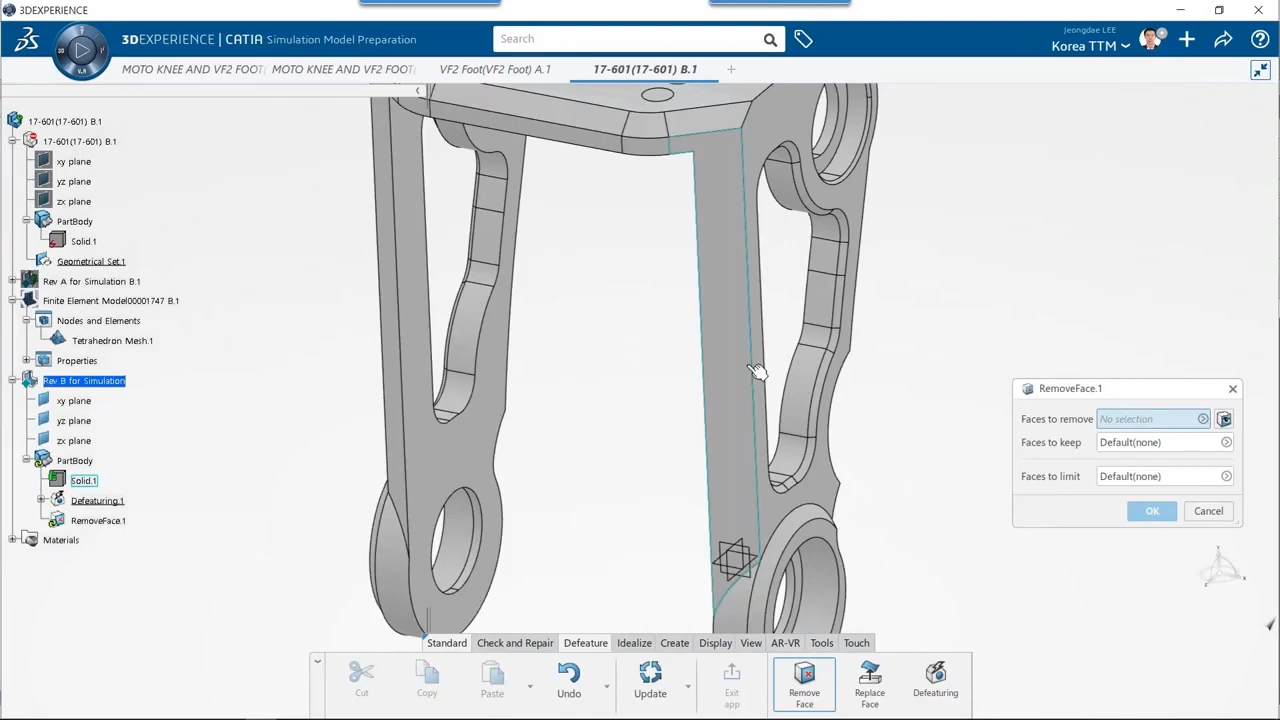 3DEXPERIENCE
3DEXPERIENCE | CATIA Simulation Model Preparation
Search
jeongdae LEE
Korea TTM
MOTO KNEE AND VF2 FOOT(
MOTO KNEE AND VF2 FOOT(
VF2 Foot(VF2 Foot) A.1
17-601(17-601) B.1
17-601(17-601) B.1
17-601(17-601) B.1
xy plane
yz plane
zx plane
PartBody
Solid.1
Geometrical Set.1
Rev A for Simulation B.1
Finite Element Model00001747 B.1
Nodes and Elements
Tetrahedron Mesh.1
Properties
Rev B for Simulation
xy plane
yz plane
zx plane
PartBody
Solid.1
Defeaturing.1
RemoveFace.1
Materials
RemoveFace.1
Faces to remove No selection
Faces to keep Default(none)
Faces to limit Default(none)
OK Cancel
Standard Check and Repair Defeature Idealize Create Display View AR-VR Tools Touch
Cut
Copy
Paste
Undo
Update
Exit
app
Remove
Face
Replace
Face
Defeaturing